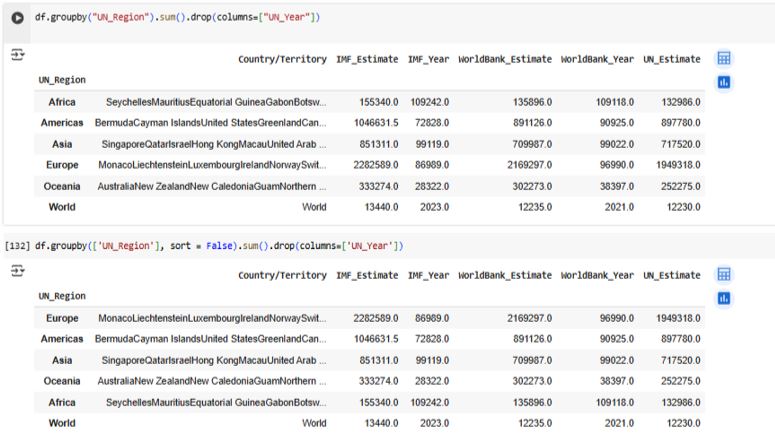 df.groupby("UN_Region").sum().drop(columns=["UN_Year"])
Country/Territory IMF_Estimate IMF_Year WorldBank_Estimate WorldBank_Year UN_Estimate
UN_Region
Africa SeychellesMauritiusEquatorial GuineaGabonBotsw... 155340.0 109242.0 135896.0 109118.0 132986.0
Americas BermudaCayman IslandsUnited StatesGreenlandCan... 1046631.5 72828.0 891126.0 90925.0 897780.0
Asia SingaporeQatarIsraelHong KongMacauUnited Arab ... 851311.0 99119.0 709987.0 99022.0 717520.0
Europe MonacoLiechtensteinLuxembourgIrelandNorwaySwit... 2282589.0 86989.0 2169297.0 96990.0 1949318.0
Oceania AustraliaNew ZealandNew CaledoniaGuamNorthern ... 333274.0 28322.0 302273.0 38397.0 252275.0
World World 13440.0 2023.0 12235.0 2021.0 12230.0
[132] df.groupby(['UN_Region'], sort = False).sum().drop(columns=['UN_Year'])
Country/Territory IMF_Estimate IMF_Year WorldBank_Estimate WorldBank_Year UN_Estimate
UN_Region
Europe MonacoLiechtensteinLuxembourgIrelandNorwaySwit... 2282589.0 86989.0 2169297.0 96990.0 1949318.0
Americas BermudaCayman IslandsUnited StatesGreenlandCan... 1046631.5 72828.0 891126.0 90925.0 897780.0
Asia SingaporeQatarIsraelHong KongMacauUnited Arab ... 851311.0 99119.0 709987.0 99022.0 717520.0
Oceania AustraliaNew ZealandNew CaledoniaGuamNorthern ... 333274.0 28322.0 302273.0 38397.0 252275.0
Africa SeychellesMauritiusEquatorial GuineaGabonBotsw... 155340.0 109242.0 135896.0 109118.0 132986.0
World World 13440.0 2023.0 12235.0 2021.0 12230.0